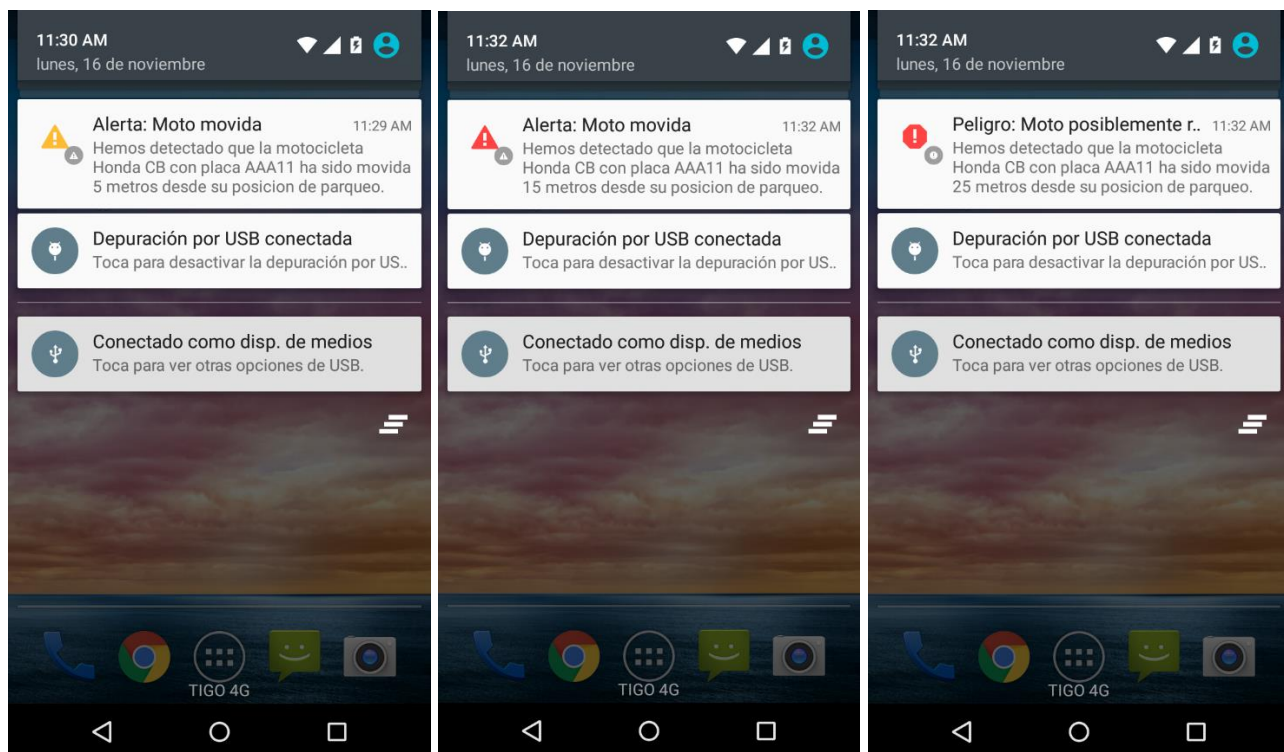 11:30 AM
lunes, 16 de noviembre
Alerta: Moto movida 11:29 AM
Hemos detectado que la motocicleta
Honda CB con placa AAA11 ha sido movida
5 metros desde su posicion de parqueo.
Depuración por USB conectada
Toca para desactivar la depuración por US..
Conectado como disp. de medios
Toca para ver otras opciones de USB.
TIGO 4G
11:32 AM
lunes, 16 de noviembre
Alerta: Moto movida 11:32 AM
Hemos detectado que la motocicleta
Honda CB con placa AAA11 ha sido movida
15 metros desde su posicion de parqueo.
Depuración por USB conectada
Toca para desactivar la depuración por US..
Conectado como disp. de medios
Toca para ver otras opciones de USB.
TIGO 4G
11:32 AM
lunes, 16 de noviembre
Peligro: Moto posiblemente r.. 11:32 AM
Hemos detectado que la motocicleta
Honda CB con placa AAA11 ha sido movida
25 metros desde su posicion de parqueo.
Depuración por USB conectada
Toca para desactivar la depuración por US..
Conectado como disp. de medios
Toca para ver otras opciones de USB.
TIGO 4G